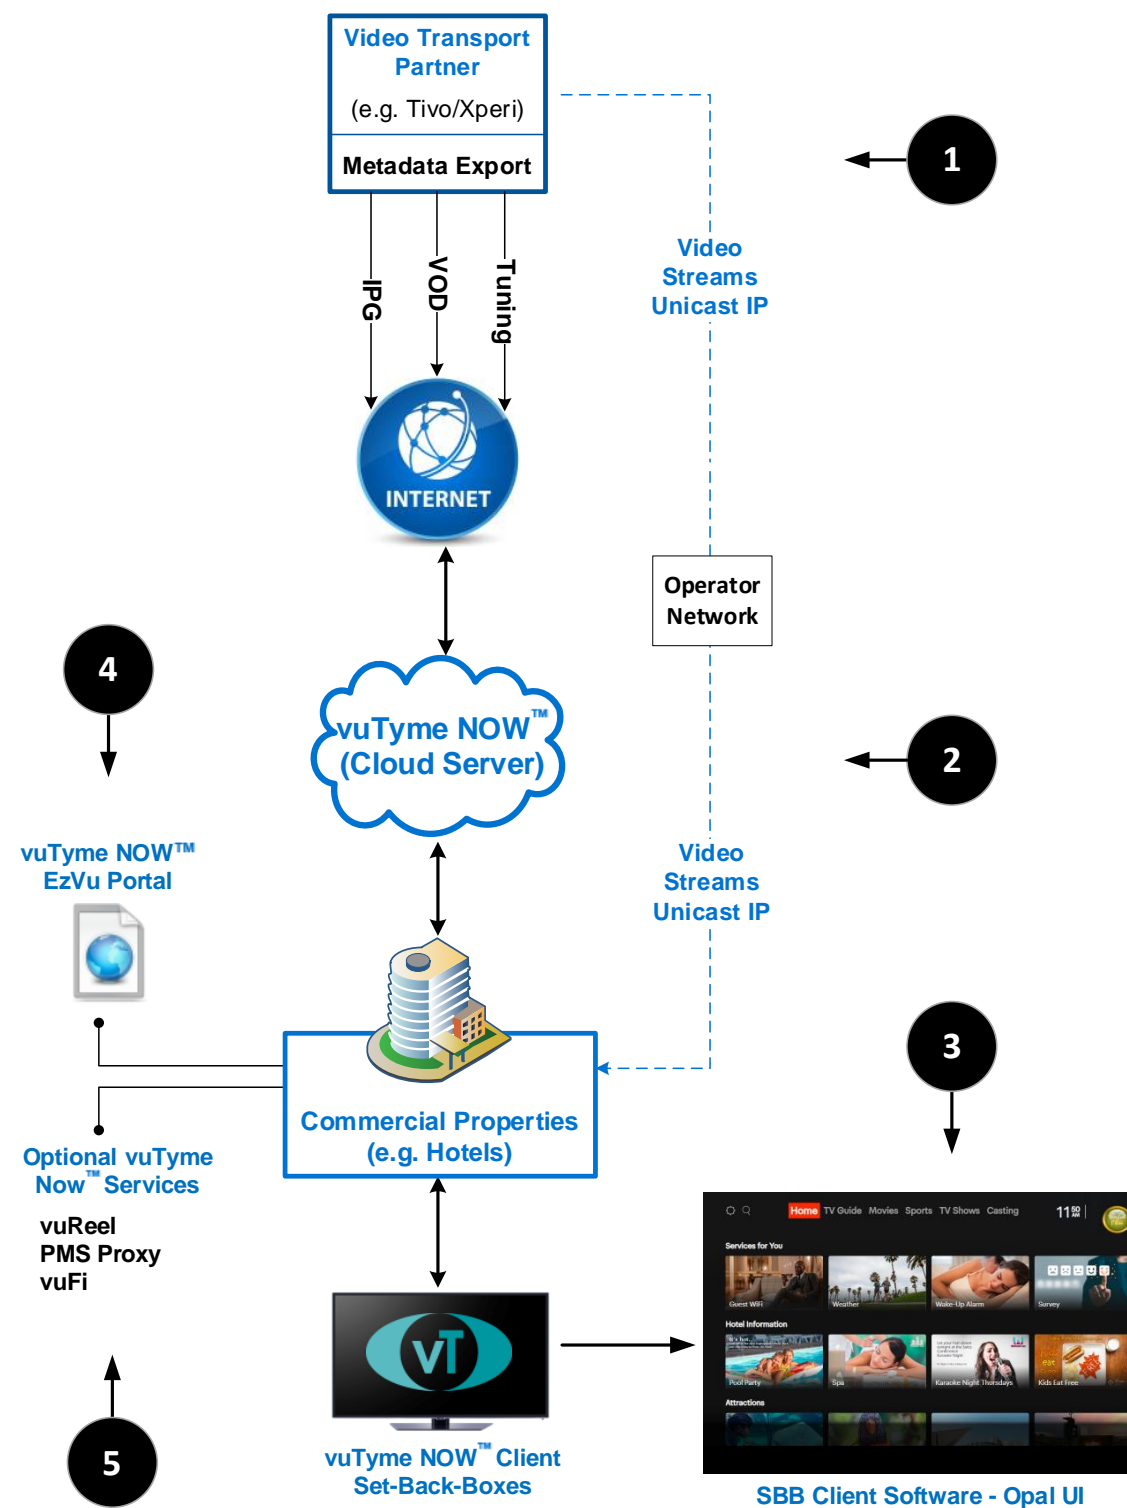 Video Transport
Partner
(e.g. Tivo/Xperi)
Metadata Export
IPG
VOD
Tuning
1
Video
Streams
Unicast IP
INTERNET
Operator
Network
4
vuTyme NOW™
(Cloud Server)
2
vuTyme NOW™
EzVu Portal
Video
Streams
Unicast IP
3
Commercial Properties
(e.g. Hotels)
Optional vuTyme
Now™ Services
vuReel
PMS Proxy
vuFi
Home TV Guide Movies Sports TV Shows Casting
11 50 AM
Services for You
Guest WiFi
Weather
Wake-Up Alarm
Survey
Hotel Information
Pool Party
Spa
Karaoke Night Thursdays
eat
Kids Eat Free
Attractions
vT
5
vuTyme NOW™ Client
Set-Back-Boxes
SBB Client Software - Opal UI